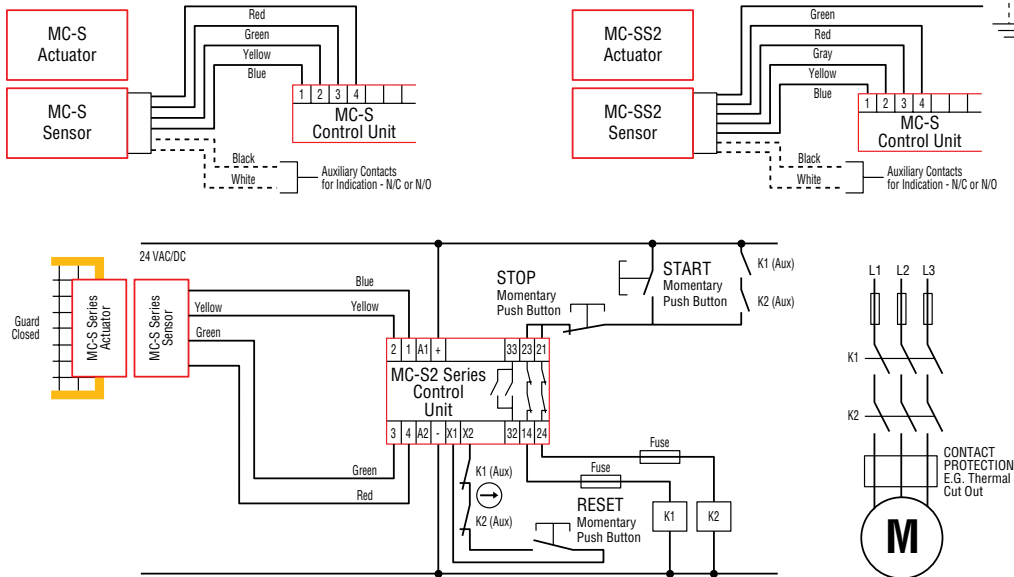 MC-S
Actuator
MC-S
Sensor
Red
Green
Yellow
Blue
1 2 3 4
MC-S
Control Unit
Black
White
Auxiliary Contacts
for Indication - N/C or N/O
MC-SS2
Actuator
MC-SS2
Sensor
Green
Red
Gray
Yellow
Blue
1 2 3 4
MC-S
Control Unit
Black
White
Auxiliary Contacts
for Indication - N/C or N/O
24 VAC/DC
Guard
Closed
MC-S Series
Actuator
MC-S Series
Sensor
Blue
Yellow
Yellow
Green
Green
Red
2 1 A1 + 33 23 21
MC-S2 Series
Control
Unit
3 4 A2 - X1 X2 32 14 24
STOP
Momentary
Push Button
START
Momentary
Push Button
K1 (Aux)
K2 (Aux)
K1 (Aux)
K2 (Aux)
RESET
Momentary
Push Button
Fuse
Fuse
K1
K2
L1 L2 L3
K1
K2
CONTACT
PROTECTION
E.G. Thermal
Cut Out
M